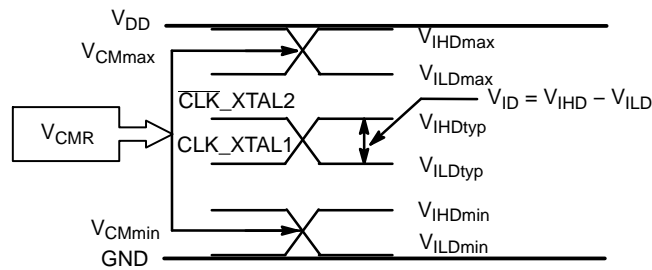 VDD
VIHDmax
VCMmax
VILDmax
CLK_XTAL2
VID = VIHD − VILD
VIHDtyp
VCMR
CLK_XTAL1
VILDtyp
VIHDmin
VCMmin
VILDmin
GND